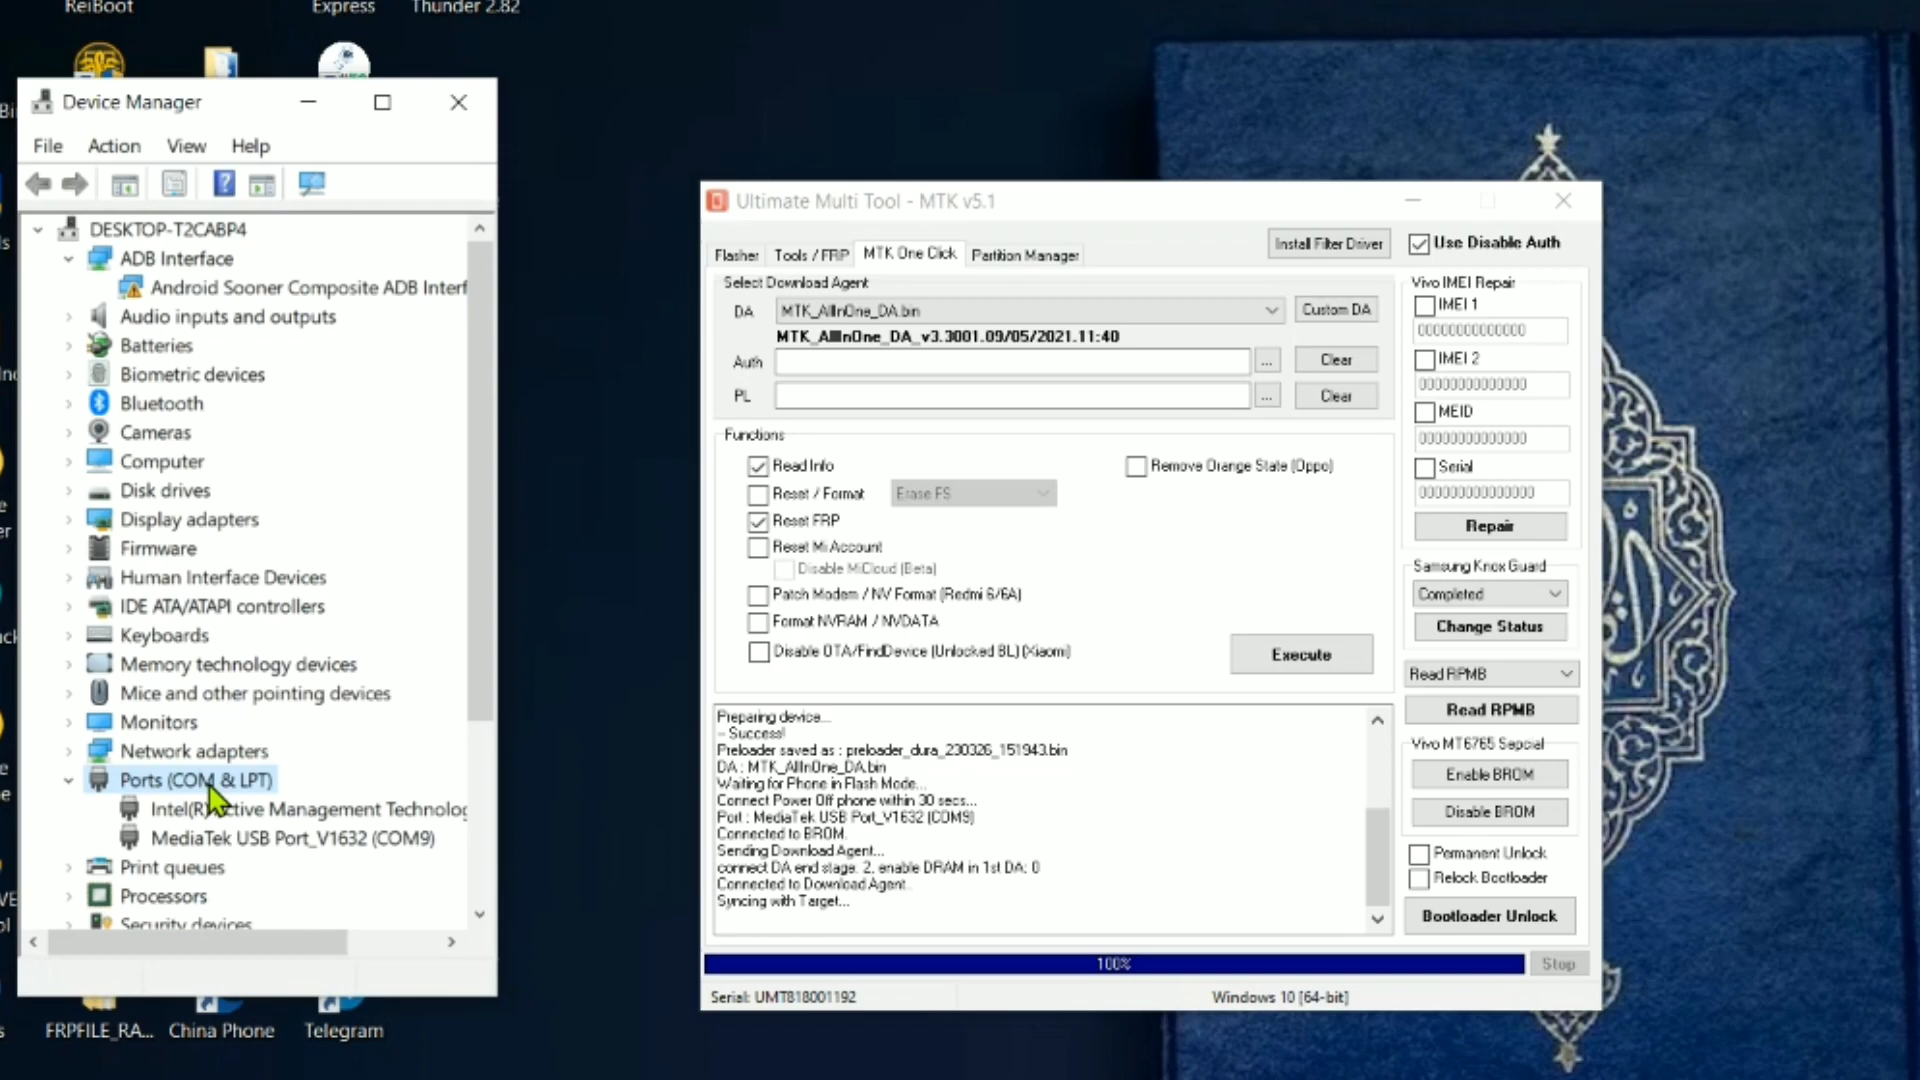 ReiBoot
Express
Thunder 2.82
Device Manager
File Action View Help
DESKTOP-T2CABP4
ADB Interface
Android Sooner Composite ADB Interf
Audio inputs and outputs
Batteries
Biometric devices
Bluetooth
Cameras
Computer
Disk drives
Display adapters
Firmware
Human Interface Devices
IDE ATA/ATAPI controllers
Keyboards
Memory technology devices
Mice and other pointing devices
Monitors
Network adapters
Ports (COM & LPT)
Intel(R) Active Management Technolog
MediaTek USB Port_V1632 (COM9)
Print queues
Processors
Security devices
FRPFILE_RA...
China Phone
Telegram
Ultimate Multi Tool - MTK v5.1
Flasher Tools / FRP MTK One Click Partition Manager
Install Filter Driver
Use Disable Auth
Select Download Agent
DA MTK_AllInOne_DA.bin Custom DA
MTK_AllInOne_DA_v3.3001.09/05/2021.11:40
Auth ... Clear
PL ... Clear
Functions
Read Info
Remove Orange State (Oppo)
Reset / Format Erase FS
Reset FRP
Reset Mi Account
Disable MiCloud (Beta)
Patch Modem / NV Format (Redmi 6/6A)
Format NVRAM / NVDATA
Disable OTA/FindDevice (Unlocked BL) (Xiaomi)
Execute
Preparing device...
- Success!
Preloader saved as : preloader_dura_230326_151943.bin
DA : MTK_AllInOne_DA.bin
Waiting for Phone in Flash Mode...
Connect Power Off phone within 30 secs...
Port : MediaTek USB Port_V1632 (COM9)
Connected to BROM.
Sending Download Agent...
connect DA end stage: 2, enable DRAM in 1st DA: 0
Connected to Download Agent.
Syncing with Target...
Vivo IMEI Repair
IMEI 1
00000000000000
IMEI 2
00000000000000
MEID
00000000000000
Serial
000000000000000
Repair
Samsung Knox Guard
Completed
Change Status
Read RPMB
Read RPMB
Vivo MT6765 Sepcial
Enable BROM
Disable BROM
Permanent Unlock
Relock Bootloader
Bootloader Unlock
100%
Stop
Serial: UMT818001192
Windows 10 [64-bit]